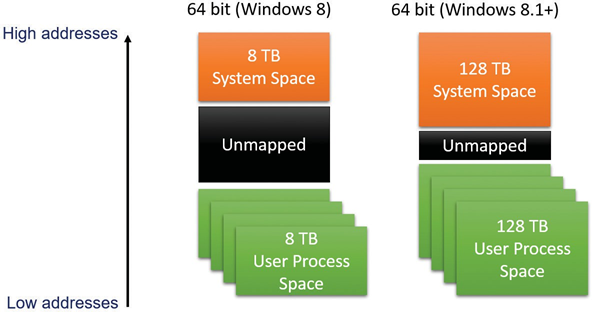 64 bit (Windows 8)
64 bit (Windows 8.1+)
High addresses
8 TB
System Space
128 TB
System Space
Unmapped
Unmapped
8 TB
User Process
Space
128 TB
User Process
Space
Low addresses